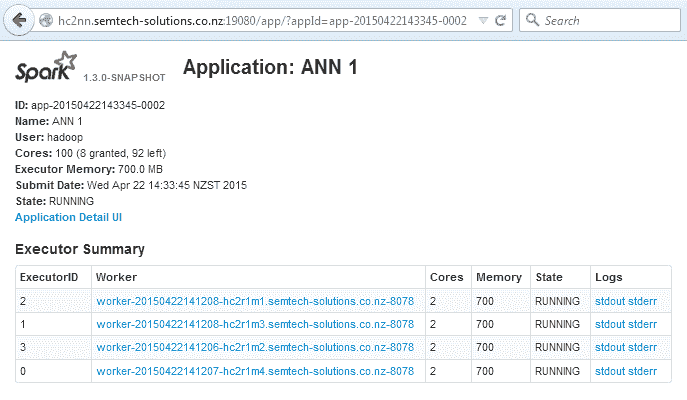 hc2nn.semtech-solutions.co.nz:19080/app/?appId=app-20150422143345-0002
Search
Spark 1.3.0-SNAPSHOT
Application: ANN 1
ID: app-20150422143345-0002
Name: ANN 1
User: hadoop
Cores: 100 (8 granted, 92 left)
Executor Memory: 700.0 MB
Submit Date: Wed Apr 22 14:33:45 NZST 2015
State: RUNNING
Application Detail UI
Executor Summary
ExecutorID Worker Cores Memory State Logs
2 worker-20150422141208-hc2r1m1.semtech-solutions.co.nz-8078 2 700 RUNNING stdout stderr
1 worker-20150422141208-hc2r1m3.semtech-solutions.co.nz-8078 2 700 RUNNING stdout stderr
3 worker-20150422141206-hc2r1m2.semtech-solutions.co.nz-8078 2 700 RUNNING stdout stderr
0 worker-20150422141207-hc2r1m4.semtech-solutions.co.nz-8078 2 700 RUNNING stdout stderr